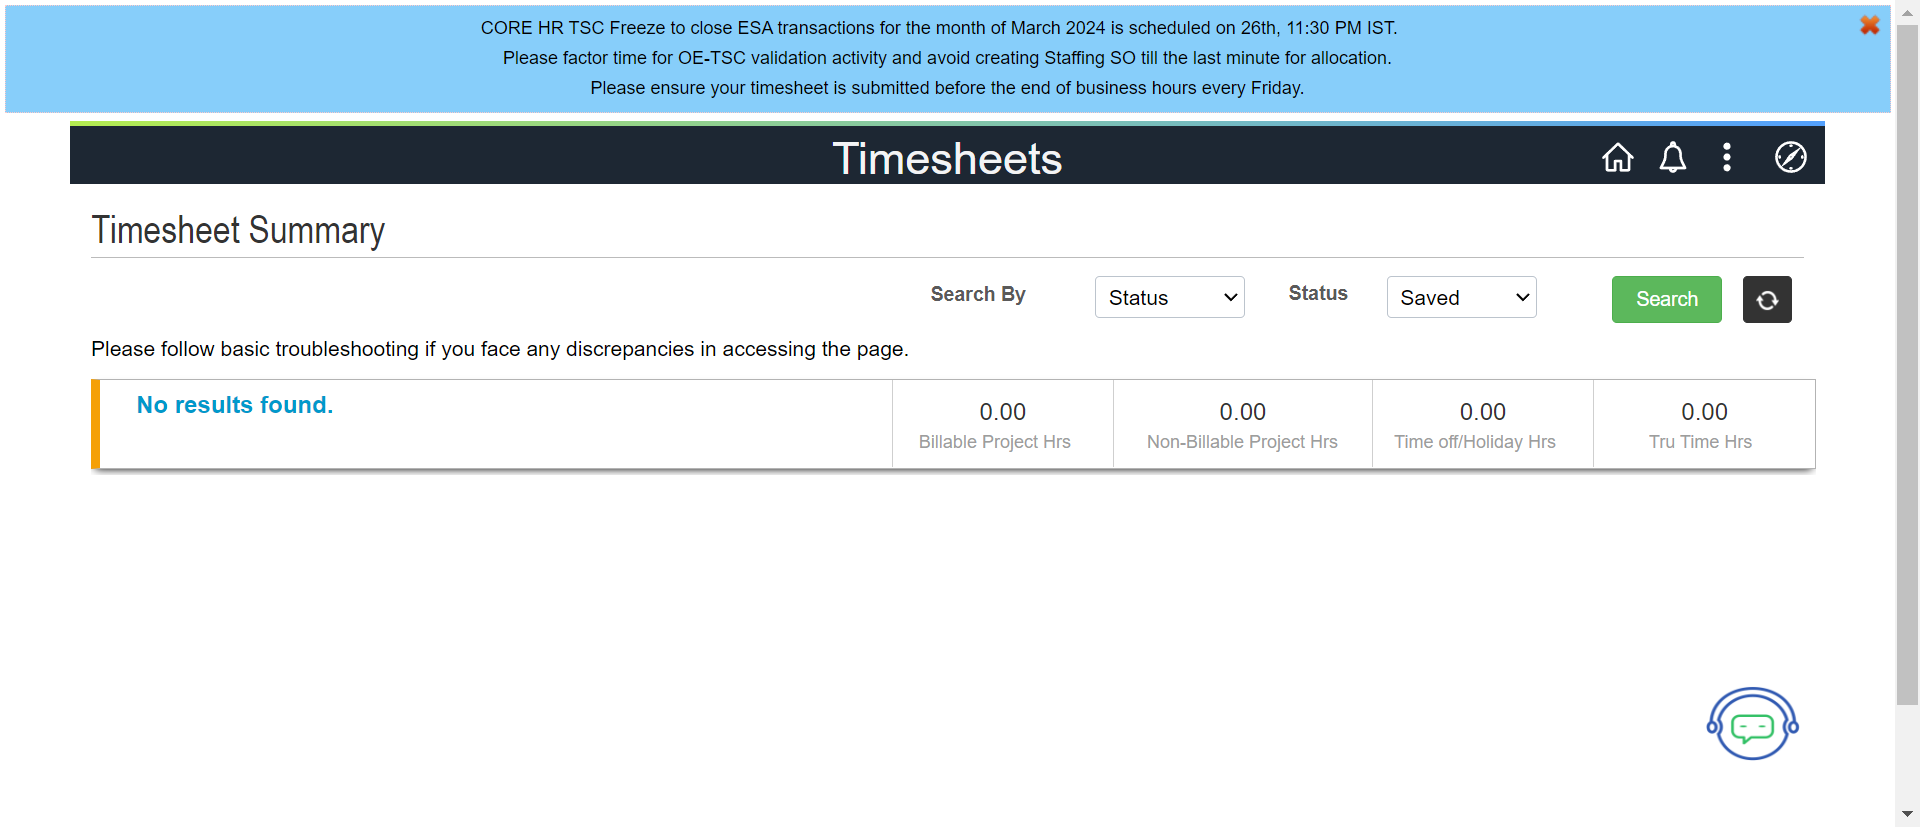 CORE HR TSC Freeze to close ESA transactions for the month of March 2024 is scheduled on 26th, 11:30 PM IST.
Please factor time for OE-TSC validation activity and avoid creating Staffing SO till the last minute for allocation.
Please ensure your timesheet is submitted before the end of business hours every Friday.
Timesheets
Timesheet Summary
Search By Status Status Saved Search
Please follow basic troubleshooting if you face any discrepancies in accessing the page.
No results found.
0.00 0.00 0.00 0.00
Billable Project Hrs Non-Billable Project Hrs Time off/Holiday Hrs Tru Time Hrs